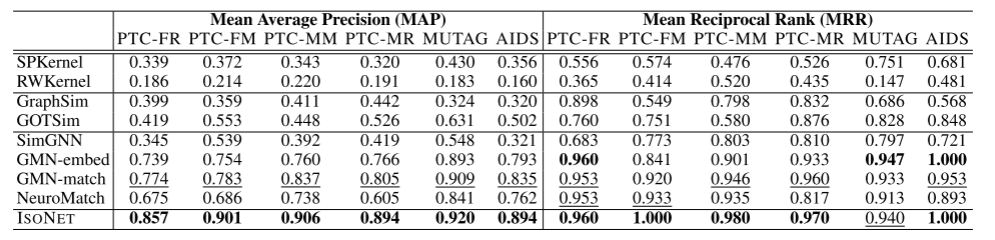 Mean Average Precision (MAP) Mean Reciprocal Rank (MRR)
PTC-FR PTC-FM PTC-MM PTC-MR MUTAG AIDS PTC-FR PTC-FM PTC-MM PTC-MR MUTAG AIDS
SPKernel 0.339 0.372 0.343 0.320 0.430 0.356 0.556 0.574 0.476 0.526 0.751 0.681
RWKernel 0.186 0.214 0.220 0.191 0.183 0.160 0.365 0.414 0.520 0.435 0.147 0.481
GraphSim 0.399 0.359 0.411 0.442 0.324 0.320 0.898 0.549 0.798 0.832 0.686 0.568
GOTSim 0.419 0.553 0.448 0.526 0.631 0.502 0.760 0.751 0.580 0.876 0.828 0.848
SimGNN 0.345 0.539 0.392 0.419 0.548 0.321 0.683 0.773 0.803 0.810 0.797 0.721
GMN-embed 0.739 0.754 0.760 0.766 0.893 0.793 0.960 0.841 0.901 0.933 0.947 1.000
GMN-match 0.774 0.783 0.837 0.805 0.909 0.835 0.953 0.920 0.946 0.960 0.933 0.953
NeuroMatch 0.675 0.686 0.738 0.605 0.841 0.762 0.953 0.933 0.935 0.817 0.913 0.893
ISONET 0.857 0.901 0.906 0.894 0.920 0.894 0.960 1.000 0.980 0.970 0.940 1.000